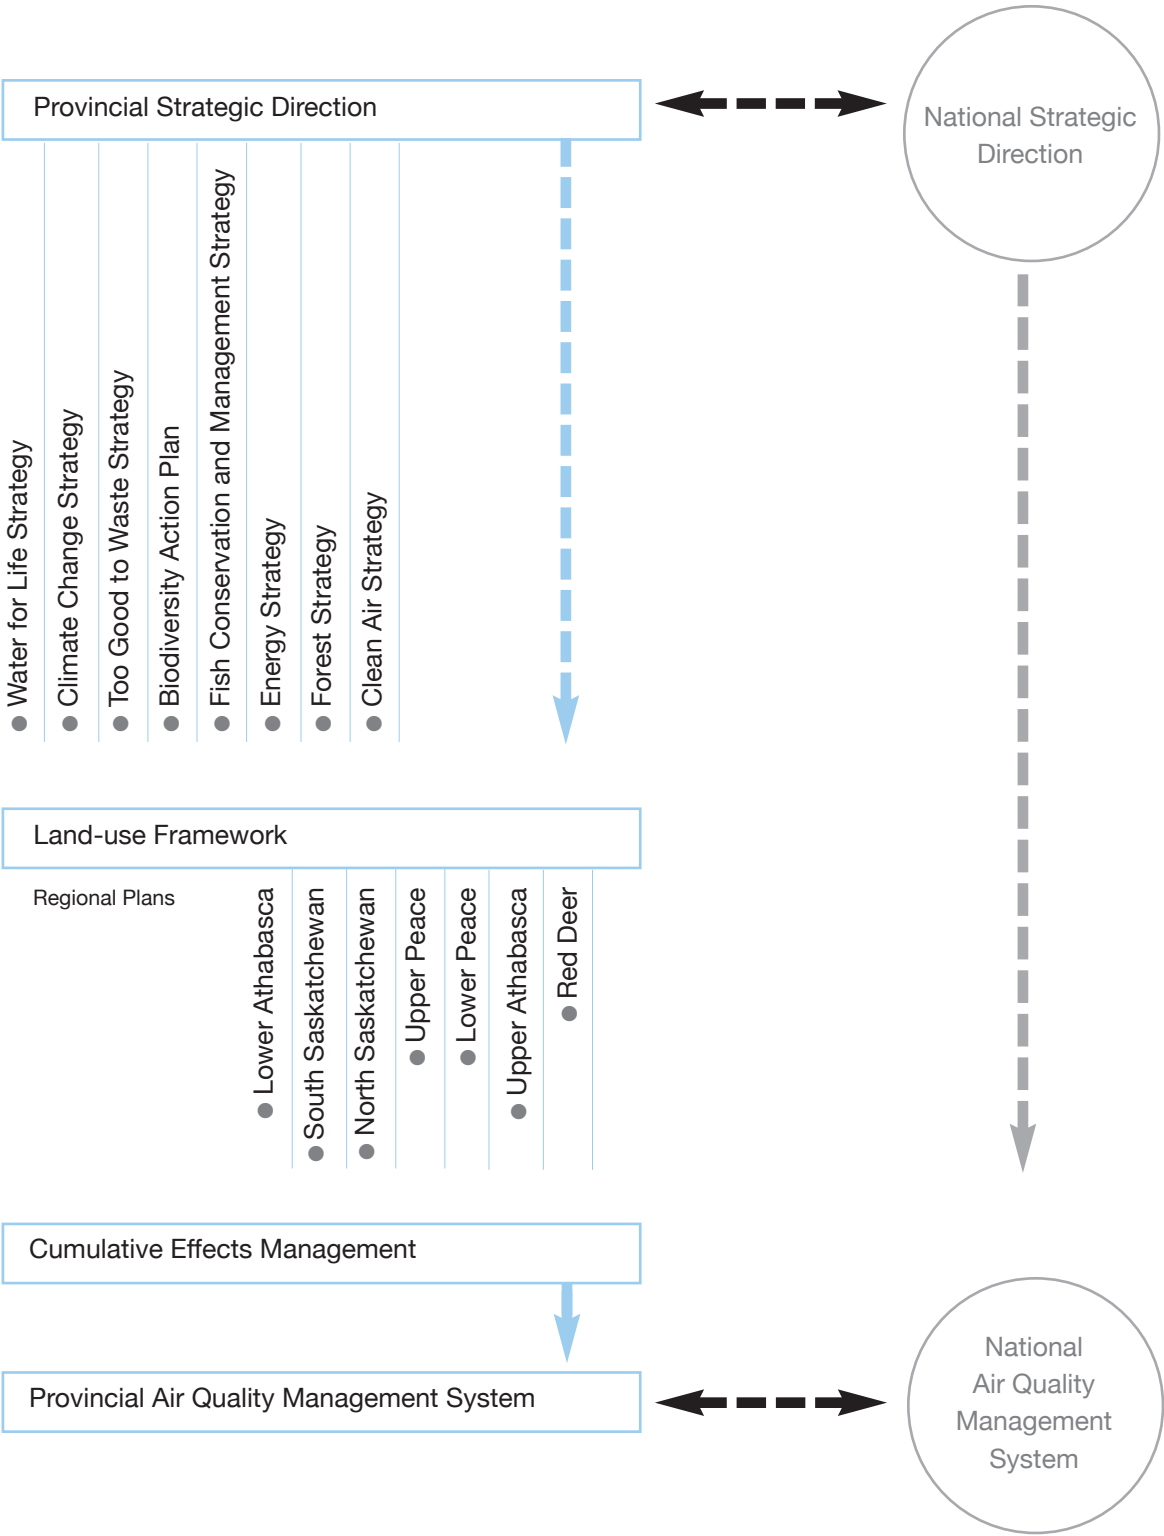 Provincial Strategic Direction
National Strategic
Direction
● Water for Life Strategy
● Climate Change Strategy
● Too Good to Waste Strategy
● Biodiversity Action Plan
● Fish Conservation and Management Strategy
● Energy Strategy
● Forest Strategy
● Clean Air Strategy
Land-use Framework
Regional Plans
● Lower Athabasca
● South Saskatchewan
● North Saskatchewan
● Upper Peace
● Lower Peace
● Upper Athabasca
● Red Deer
Cumulative Effects Management
Provincial Air Quality Management System
National
Air Quality
Management
System